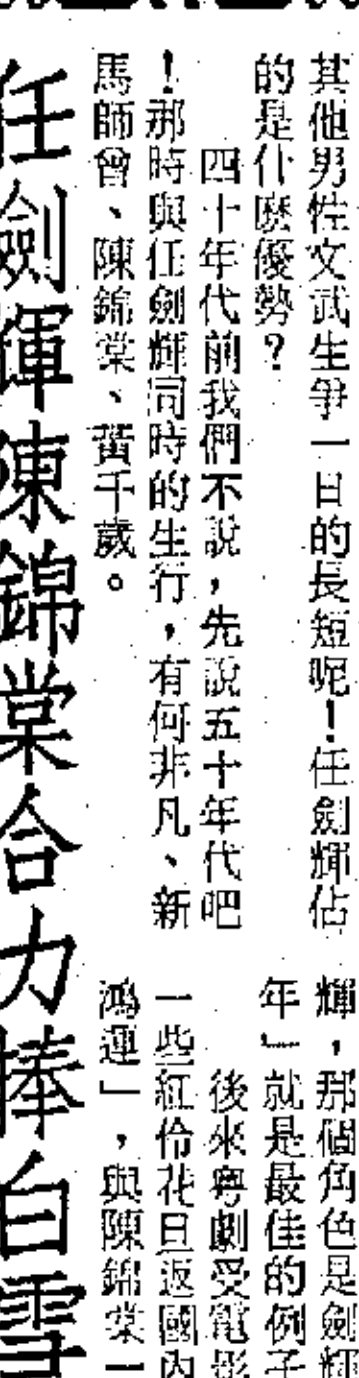 其他男性文武生爭一日的長短呢！任劍輝佔
的是什麽優勢？
四十年代前我們不說，先說五十年代吧
！那時與任劍輝同時的生行，有何非凡、新
馬師曾、陳錦棠、黃千歲。
輝，那個角色是劍輝
年」就是最佳的例子
後來粵劇受電影
一些紅伶花旦返國內
鴻運」，與陳錦棠一
任劍輝陳錦棠合力捧白雪